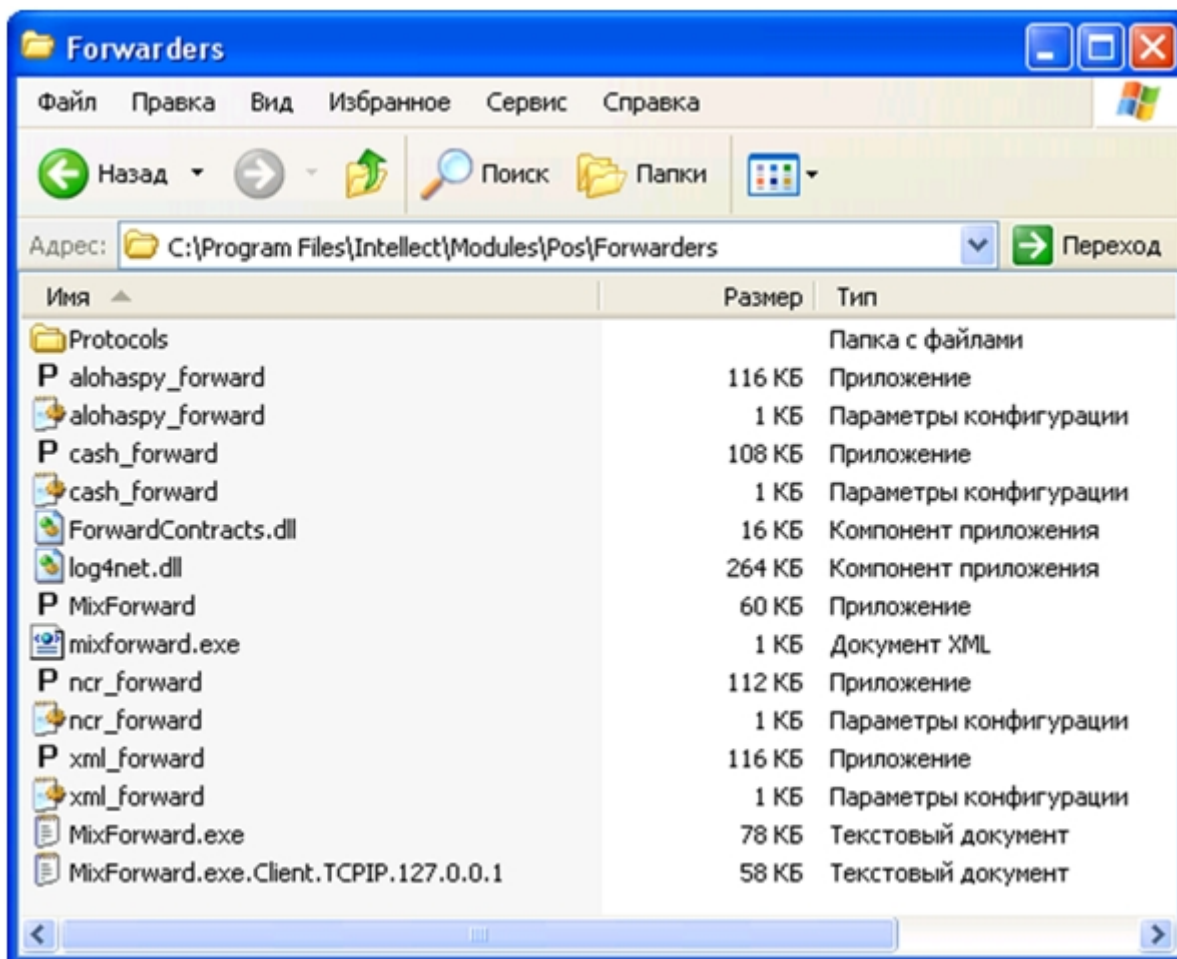 Forwarders
Файл Правка Вид Избранное Сервис Справка
Назад Поиск Папки
Адрес: C:\Program Files\Intellect\Modules\Pos\Forwarders Переход
Имя Размер Тип
Protocols Папка с файлами
P alohaspy_forward 116 КБ Приложение
alohaspy_forward 1 КБ Параметры конфигурации
P cash_forward 108 КБ Приложение
cash_forward 1 КБ Параметры конфигурации
ForwardContracts.dll 16 КБ Компонент приложения
log4net.dll 264 КБ Компонент приложения
P MixForward 60 КБ Приложение
mixforward.exe 1 КБ Документ XML
P ncr_forward 112 КБ Приложение
ncr_forward 1 КБ Параметры конфигурации
P xml_forward 116 КБ Приложение
xml_forward 1 КБ Параметры конфигурации
MixForward.exe 78 КБ Текстовый документ
MixForward.exe.Client.TCPIP.127.0.0.1 58 КБ Текстовый документ